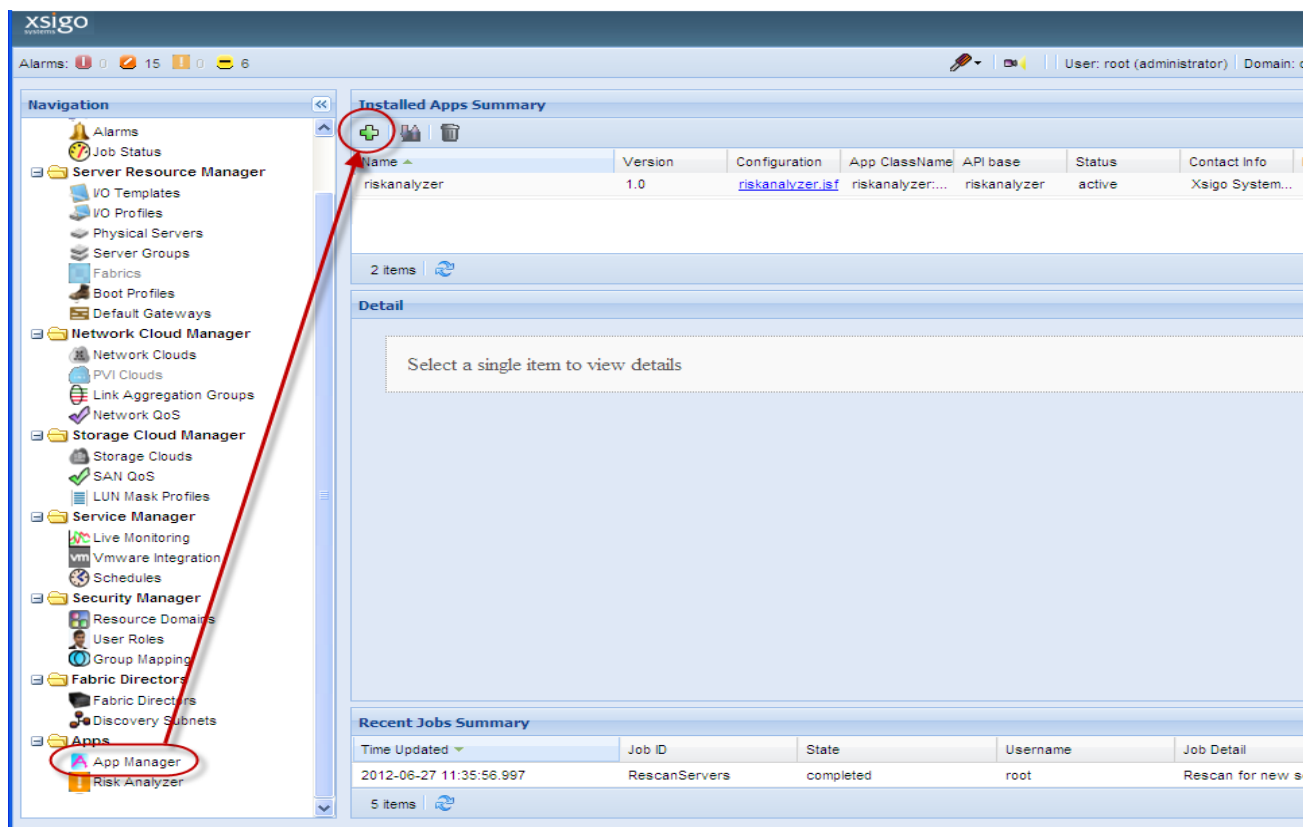 xsigo
systems
Alarms: 0 15 0 6
User: root (administrator) Domain:
Navigation
Alarms
Job Status
Server Resource Manager
I/O Templates
I/O Profiles
Physical Servers
Server Groups
Fabrics
Boot Profiles
Default Gateways
Network Cloud Manager
Network Clouds
PVI Clouds
Link Aggregation Groups
Network QoS
Storage Cloud Manager
Storage Clouds
SAN QoS
LUN Mask Profiles
Service Manager
Live Monitoring
vm Vmware Integration
Schedules
Security Manager
Resource Domains
User Roles
Group Mapping
Fabric Directors
Fabric Directors
Discovery Subnets
Apps
App Manager
Risk Analyzer
Installed Apps Summary
Name Version Configuration App ClassName API base Status Contact Info
riskanalyzer 1.0 riskanalyzer.jsf riskanalyzer:... riskanalyzer active Xsigo System...
2 items
Detail
Select a single item to view details
Recent Jobs Summary
Time Updated Job ID State Username Job Detail
2012-06-27 11:35:56.997 RescanServers completed root Rescan for new
5 items